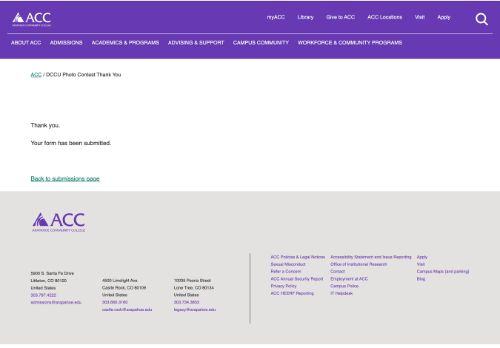 ACC
ARAPAHOE COMMUNITY COLLEGE
myACC Library Give to ACC ACC Locations Visit Apply
ABOUT ACC ADMISSIONS ACADEMICS & PROGRAMS ADVISING & SUPPORT CAMPUS COMMUNITY WORKFORCE & COMMUNITY PROGRAMS
ACC / DCCU Photo Contest Thank You
Thank you.
Your form has been submitted.
Back to submissions page
ACC
ARAPAHOE COMMUNITY COLLEGE
5900 S. Santa Fe Drive
Littleton, CO 80120
United States
303.797.4222
admissions@arapahoe.edu
4500 Limelight Ave
Castle Rock, CO 80109
United States
303.660.3160
castle.rock@arapahoe.edu
10035 Peoria Street
Lone Tree, CO 80134
United States
303.734.3853
legacy@arapahoe.edu
ACC Policies & Legal Notices
Sexual Misconduct
Refer a Concern
ACC Annual Security Report
Privacy Policy
ACC HEERF Reporting
Accessibility Statement and Issue Reporting
Office of Institutional Research
Contact
Employment at ACC
Campus Police
IT Helpdesk
Apply
Visit
Campus Maps (and parking)
Blog